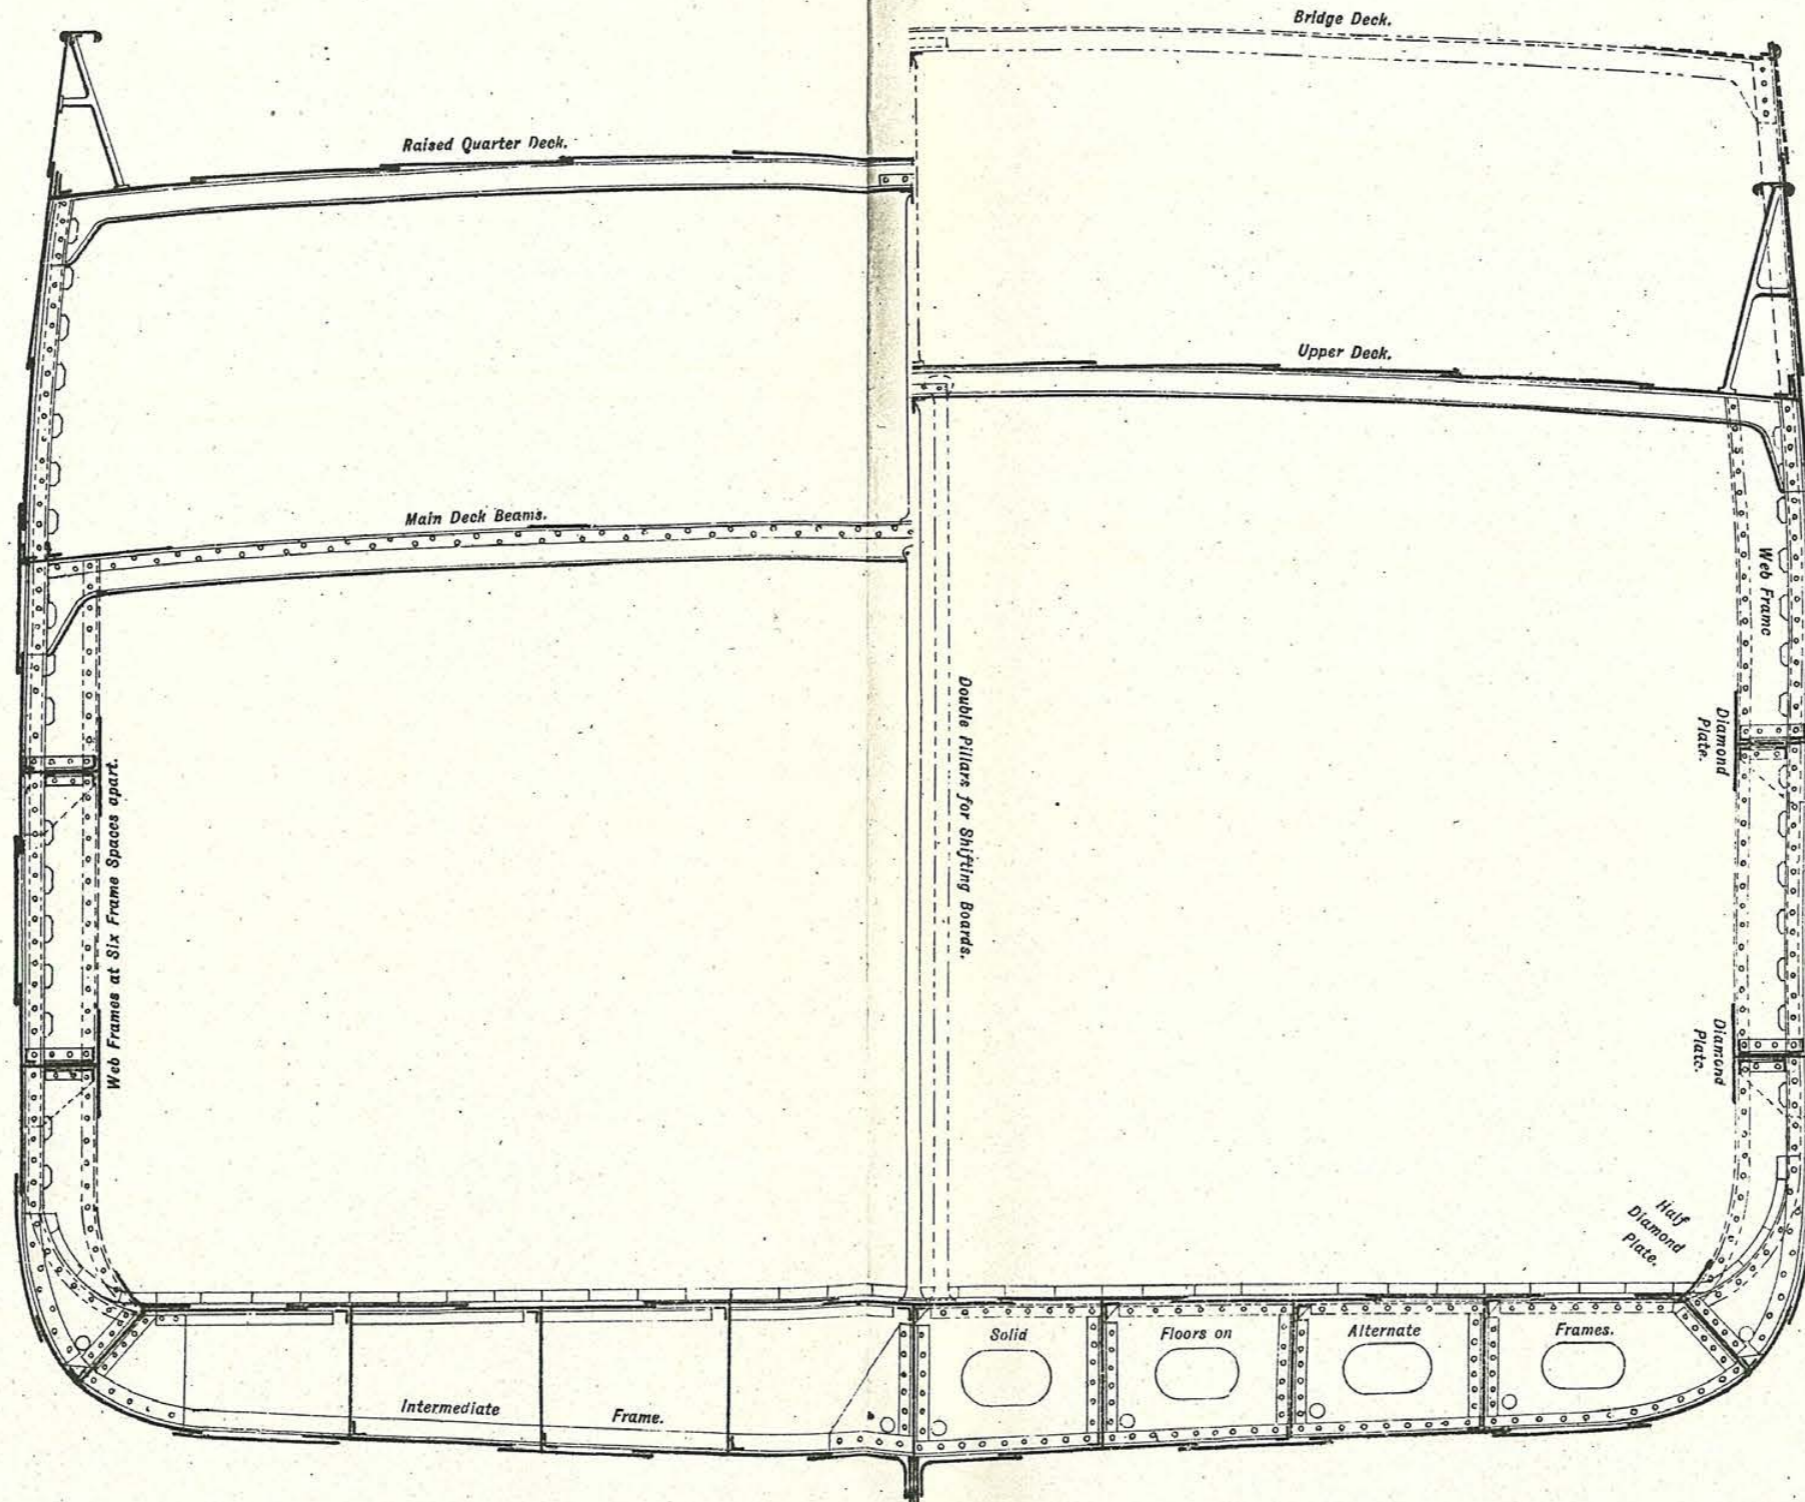 Bridge Deck.
Raised Quarter Deck.
Upper Deck.
Main Deck Beams.
Web Frame
Double Pillars for Shifting Boards.
Diamond
Plate.
Web Frames at Six Frame Spaces apart.
Diamond
Plate.
Half
Diamond
Plate.
Solid Floors on Alternate Frames.
Intermediate Frame.